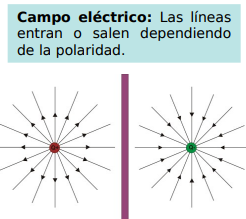 Campo eléctrico: Las líneas
entran o salen dependiendo
de la polaridad.